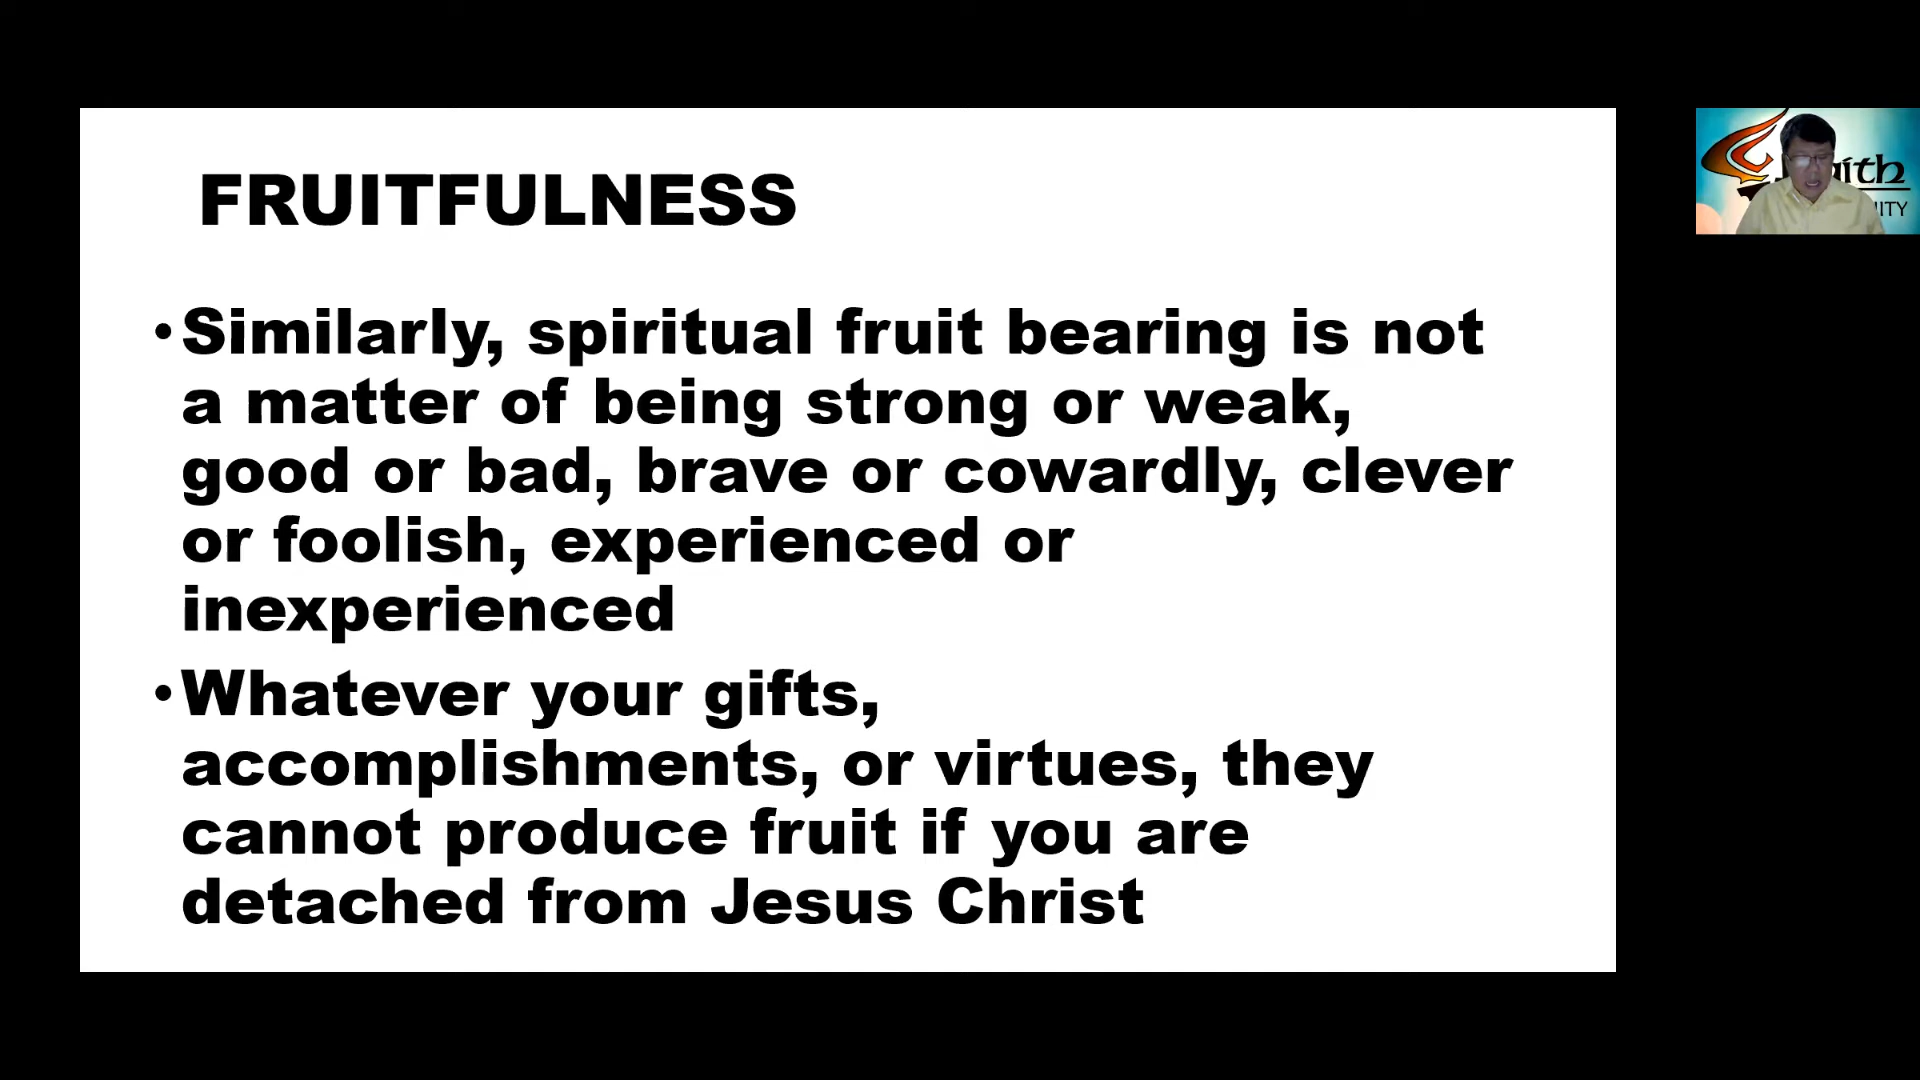 FRUITFULNESS
•Similarly, spiritual fruit bearing is not
a matter of being strong or weak,
good or bad, brave or cowardly, clever
or foolish, experienced or
inexperienced
•Whatever your gifts,
accomplishments, or virtues, they
cannot produce fruit if you are
detached from Jesus Christ